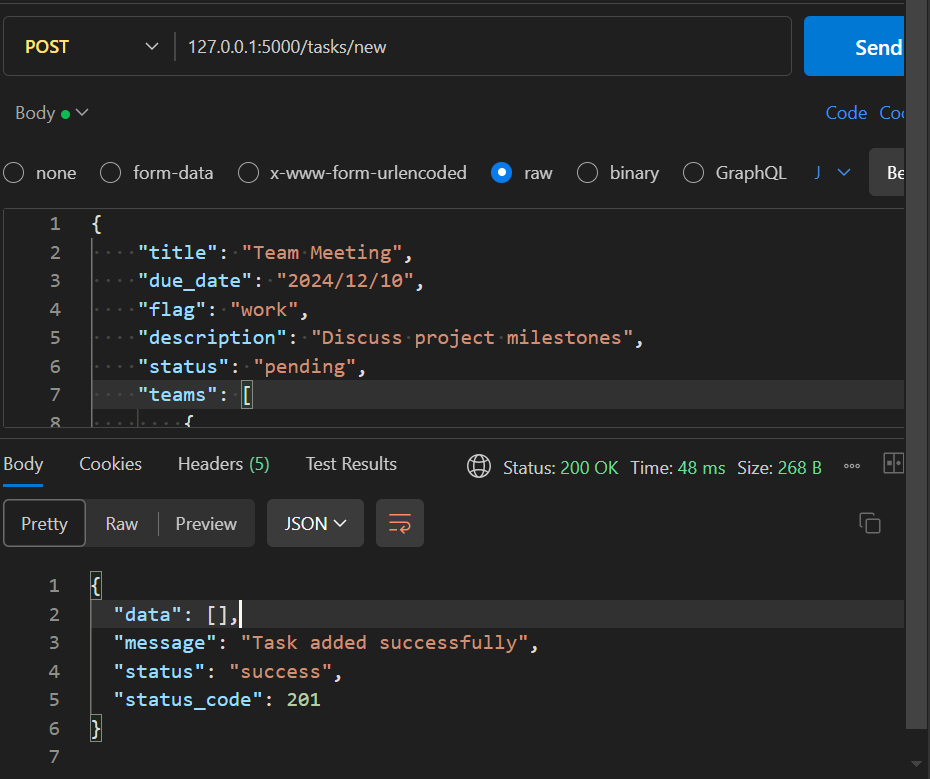 POST 127.0.0.1:5000/tasks/new Send
Body Code
none form-data x-www-form-urlencoded raw binary GraphQL J Be
1 {
2 "title": "Team Meeting",
3 "due_date": "2024/12/10",
4 "flag": "work",
5 "description": "Discuss project milestones",
6 "status": "pending",
7 "teams": [
8 {
Body Cookies Headers (5) Test Results Status: 200 OK Time: 48 ms Size: 268 B
Pretty Raw Preview JSON
1 {
2 "data": [],
3 "message": "Task added successfully",
4 "status": "success",
5 "status_code": 201
6 }
7